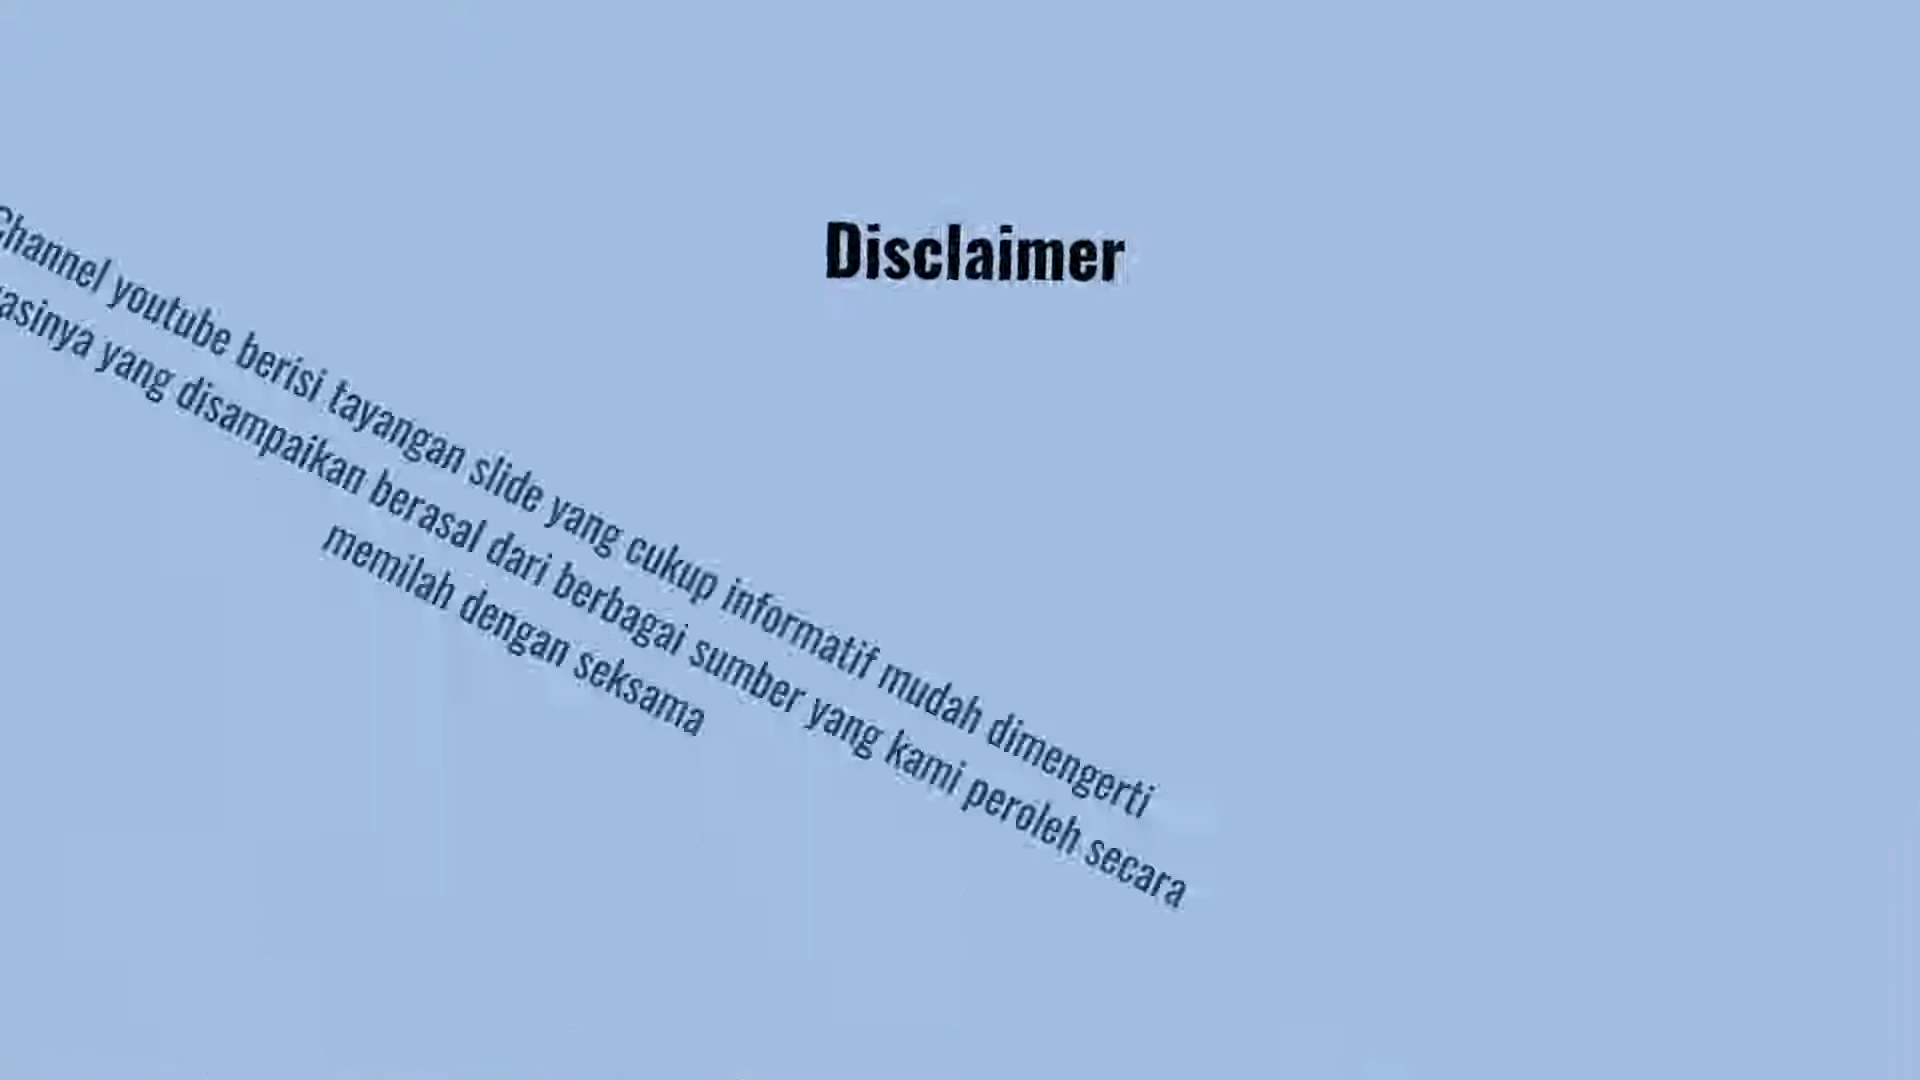 Disclaimer
Channel youtube berisi tayangan slide yang cukup informatif mudah dimengerti
yang disampaikan berasal dari berbagai sumber yang kami peroleh secara
memilah dengan seksama